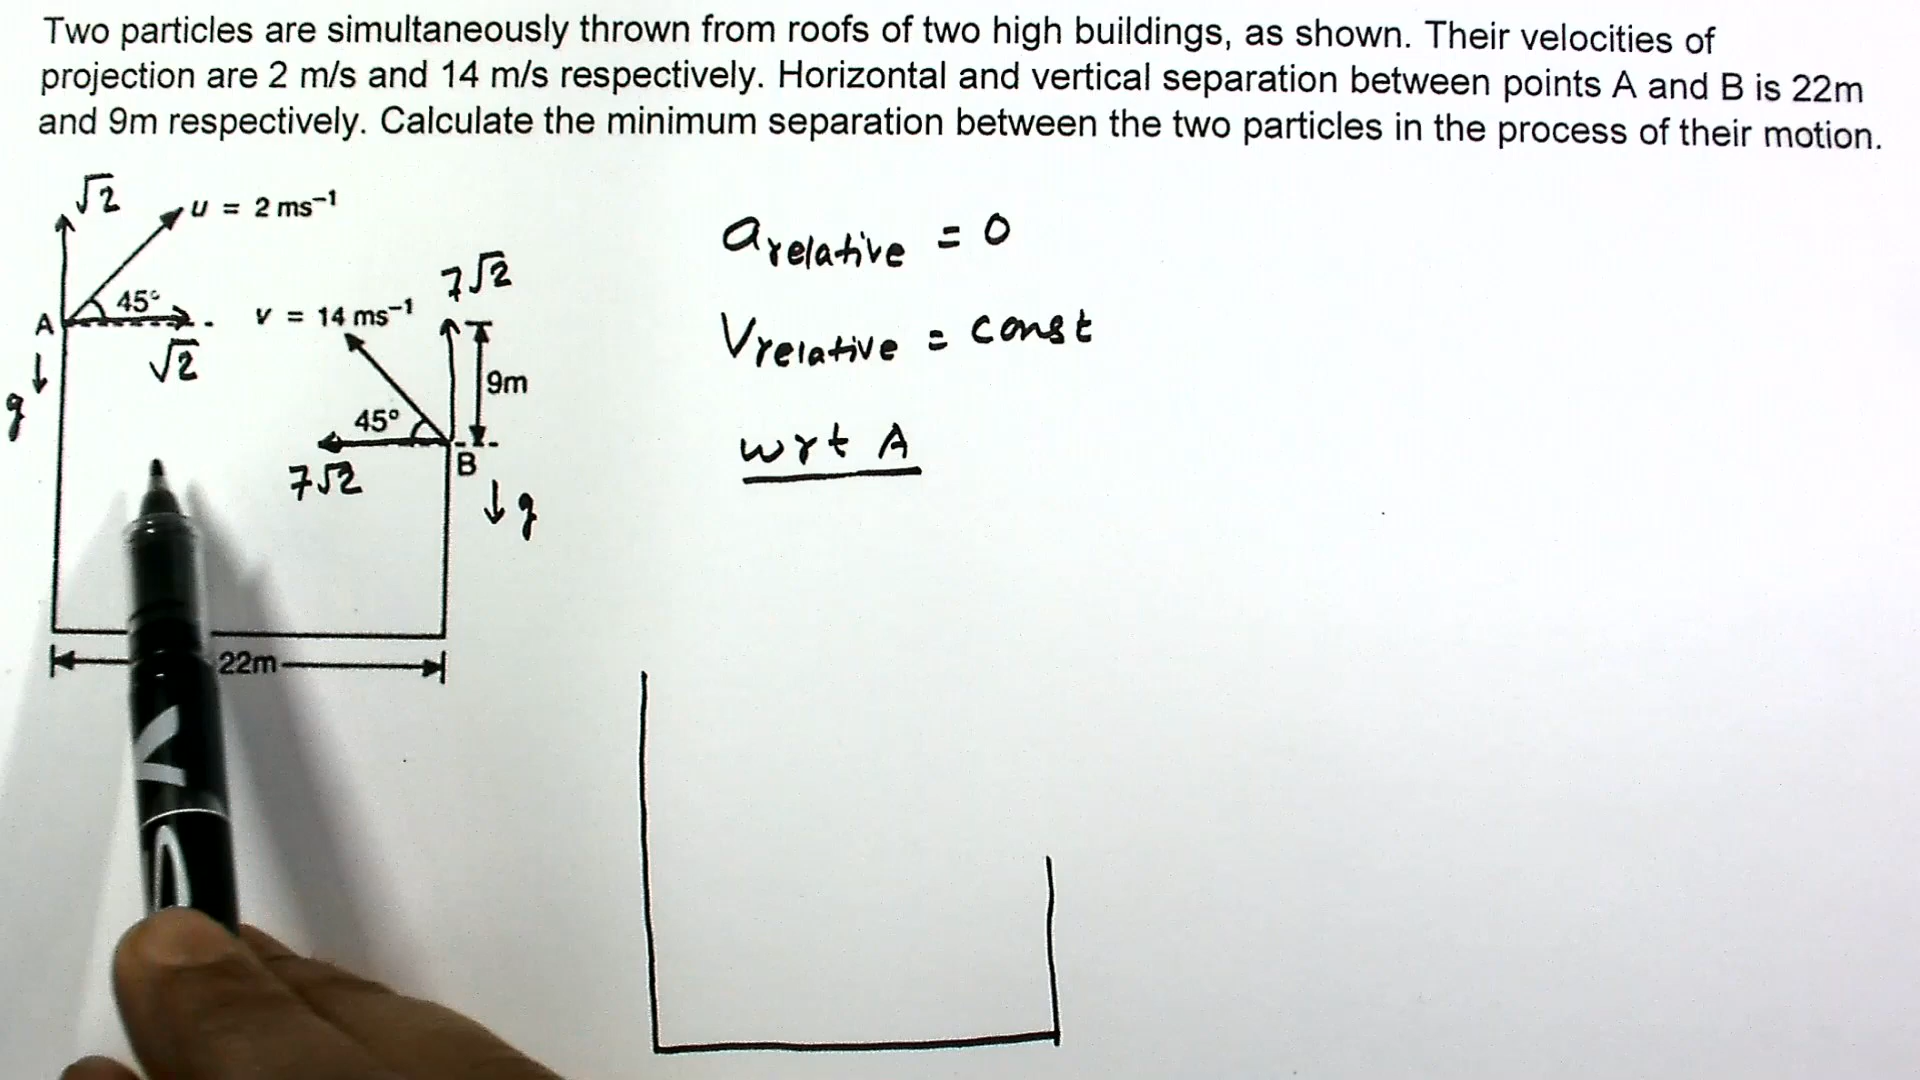 Two particles are simultaneously thrown from roofs of two high buildings, as shown. Their velocities of
projection are 2 m/s and 14 m/s respectively. Horizontal and vertical separation between points A and B is 22m
and 9m respectively. Calculate the minimum separation between the two particles in the process of their motion.
√2
u = 2 ms⁻¹
45°
A
√2
g
v = 14 ms⁻¹
7√2
9m
45°
B
7√2
g
22m
a relative = 0
V relative = const
wrt A